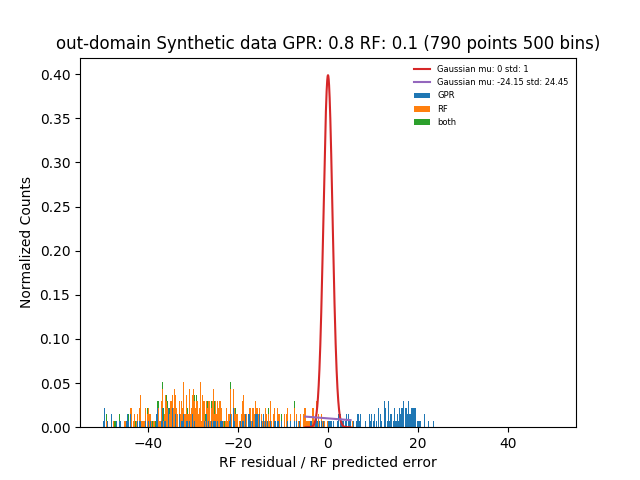 out-domain Synthetic data GPR: 0.8 RF: 0.1 (790 points 500 bins)
Gaussian mu: 0 std: 1
Gaussian mu: -24.15 std: 24.45
GPR
RF
both
0.40
0.35
0.30
0.25
0.20
0.15
0.10
0.05
0.00
Normalized Counts
−40 −20 0 20 40
RF residual / RF predicted error